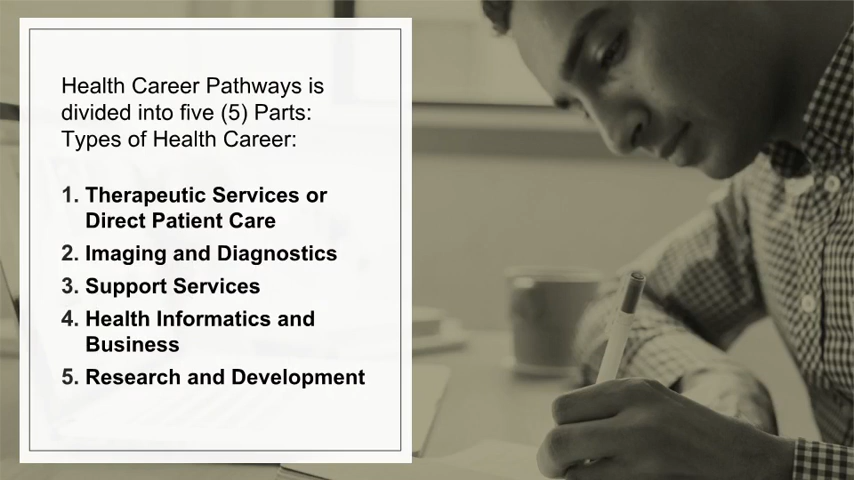 Health Career Pathways is
divided into five (5) Parts:
Types of Health Career:
1. Therapeutic Services or
Direct Patient Care
2. Imaging and Diagnostics
3. Support Services
4. Health Informatics and
Business
5. Research and Development